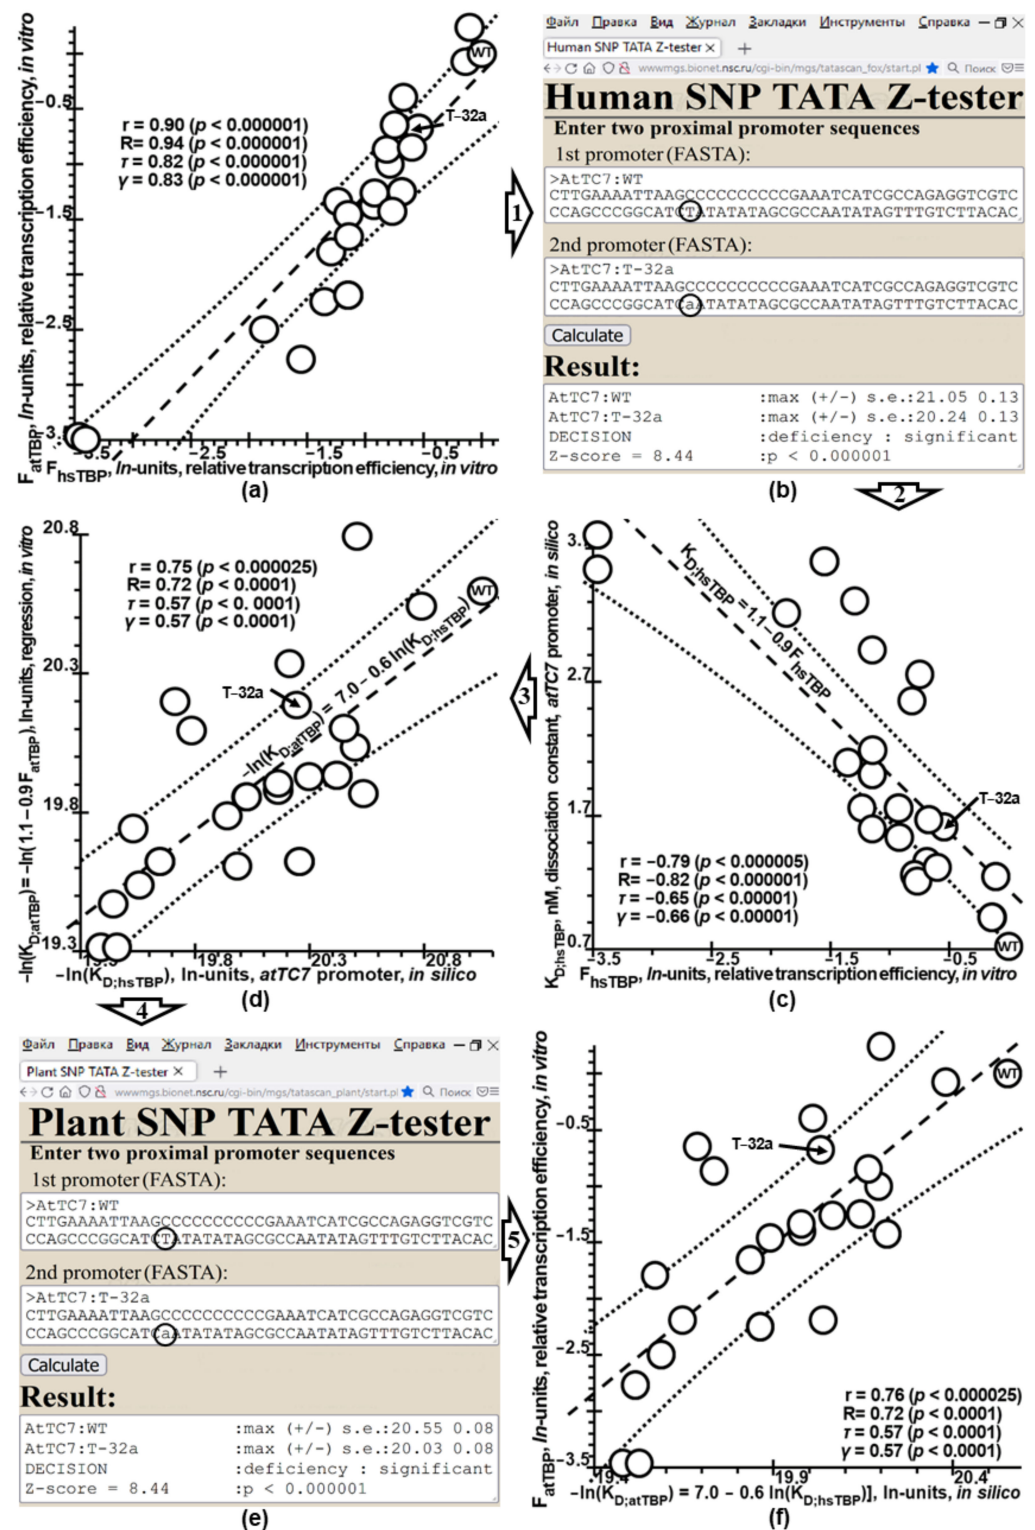 F_atTBP, ln-units, relative transcription efficiency, in vitro
WT
-0.5
T–32a
r = 0.90 (p < 0.000001)
R= 0.94 (p < 0.000001)
τ = 0.82 (p < 0.000001)
γ = 0.83 (p < 0.000001)
-1.5
-2.5
-2.5
-1.5
-0.5
F_hsTBP, ln-units, relative transcription efficiency, in vitro
(a)
1
Файл Правка Вид Журнал Закладки Инструменты Справка
Human SNP TATA Z-tester × +
wwwmgs.bionet.nsc.ru/cgi-bin/mgs/tatascan_fox/start.pl Поиск
Human SNP TATA Z-tester
Enter two proximal promoter sequences
1st promoter (FASTA):
>AtTC7:WT
CTTGAAAATTAAGCCCCCCCCCCGAAATCATCGCCAGAGGTCGTC
CCAGCCCGGCATCTATATATAGCGCCAATATAGTTTGTCTTACAC
2nd promoter (FASTA):
>AtTC7:T-32a
CTTGAAAATTAAGCCCCCCCCCCGAAATCATCGCCAGAGGTCGTC
CCAGCCCGGCATCaATATATAGCGCCAATATAGTTTGTCTTACAC
Calculate
Result:
AtTC7:WT :max (+/-) s.e.:21.05 0.13
AtTC7:T-32a :max (+/-) s.e.:20.24 0.13
DECISION :deficiency : significant
Z-score = 8.44 :p < 0.000001
(b)
2
-ln(K_D;atTBP) = -ln( 1.1 – 0.9 F_atTBP), ln-units, regression, in vitro
20.8
r = 0.75 (p < 0.000025)
R= 0.72 (p < 0.0001)
τ = 0.57 (p < 0. 0001)
γ = 0.57 (p < 0.0001)
WT
20.3
T–32a
-ln(K_D;atTBP) = 7.0 – 0.6 ln(K_D;hsTBP)
19.8
19.3
19.8
20.3
20.8
–ln(K_D;hsTBP), ln-units, atTC7 promoter, in silico
(d)
3
K_D;hsTBP, nM, dissociation constant, atTC7 promoter, in silico
K_D;hsTBP = 1.1 – 0.9 F_hsTBP
2.7
1.7
T–32a
r = –0.79 (p < 0.000005)
R= –0.82 (p < 0.000001)
τ = –0.65 (p < 0.00001)
γ = –0.66 (p < 0.00001)
0.7
WT
-3.5
-2.5
-1.5
-0.5
F_hsTBP, ln-units, relative transcription efficiency, in vitro
(c)
4
Файл Правка Вид Журнал Закладки Инструменты Справка
Plant SNP TATA Z-tester × +
wwwmgs.bionet.nsc.ru/cgi-bin/mgs/tatascan_plant/start.pl Поиск
Plant SNP TATA Z-tester
Enter two proximal promoter sequences
1st promoter (FASTA):
>AtTC7:WT
CTTGAAAATTAAGCCCCCCCCCCGAAATCATCGCCAGAGGTCGTC
CCAGCCCGGCATCTATATATAGCGCCAATATAGTTTGTCTTACAC
2nd promoter (FASTA):
>AtTC7:T-32a
CTTGAAAATTAAGCCCCCCCCCCGAAATCATCGCCAGAGGTCGTC
CCAGCCCGGCATCaATATATAGCGCCAATATAGTTTGTCTTACAC
Calculate
Result:
AtTC7:WT :max (+/-) s.e.:20.55 0.08
AtTC7:T-32a :max (+/-) s.e.:20.03 0.08
DECISION :deficiency : significant
Z-score = 8.44 :p < 0.000001
(e)
5
F_atTBP, ln-units, relative transcription efficiency, in vitro
WT
-0.5
T–32a
-1.5
-2.5
r = 0.76 (p < 0.000025)
R= 0.72 (p < 0.0001)
τ = 0.57 (p < 0.0001)
γ = 0.57 (p < 0.0001)
-3.5
19.4
19.9
20.4
–ln(K_D;atTBP) = 7.0 – 0.6 ln(K_D;hsTBP)], ln-units, in silico
(f)